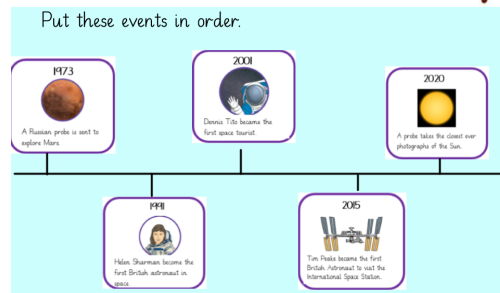 Put these events in order.
1973
A Russian probe is sent to
explore Mars
1991
Helen Sharman become the
first British astronaut in
space.
2001
Dennis Tito became the
first space tourist.
2015
Tim Peake became the first
British Astronaut to visit the
International Space Station.
2020
A probe takes the closest ever
photographs of the Sun.